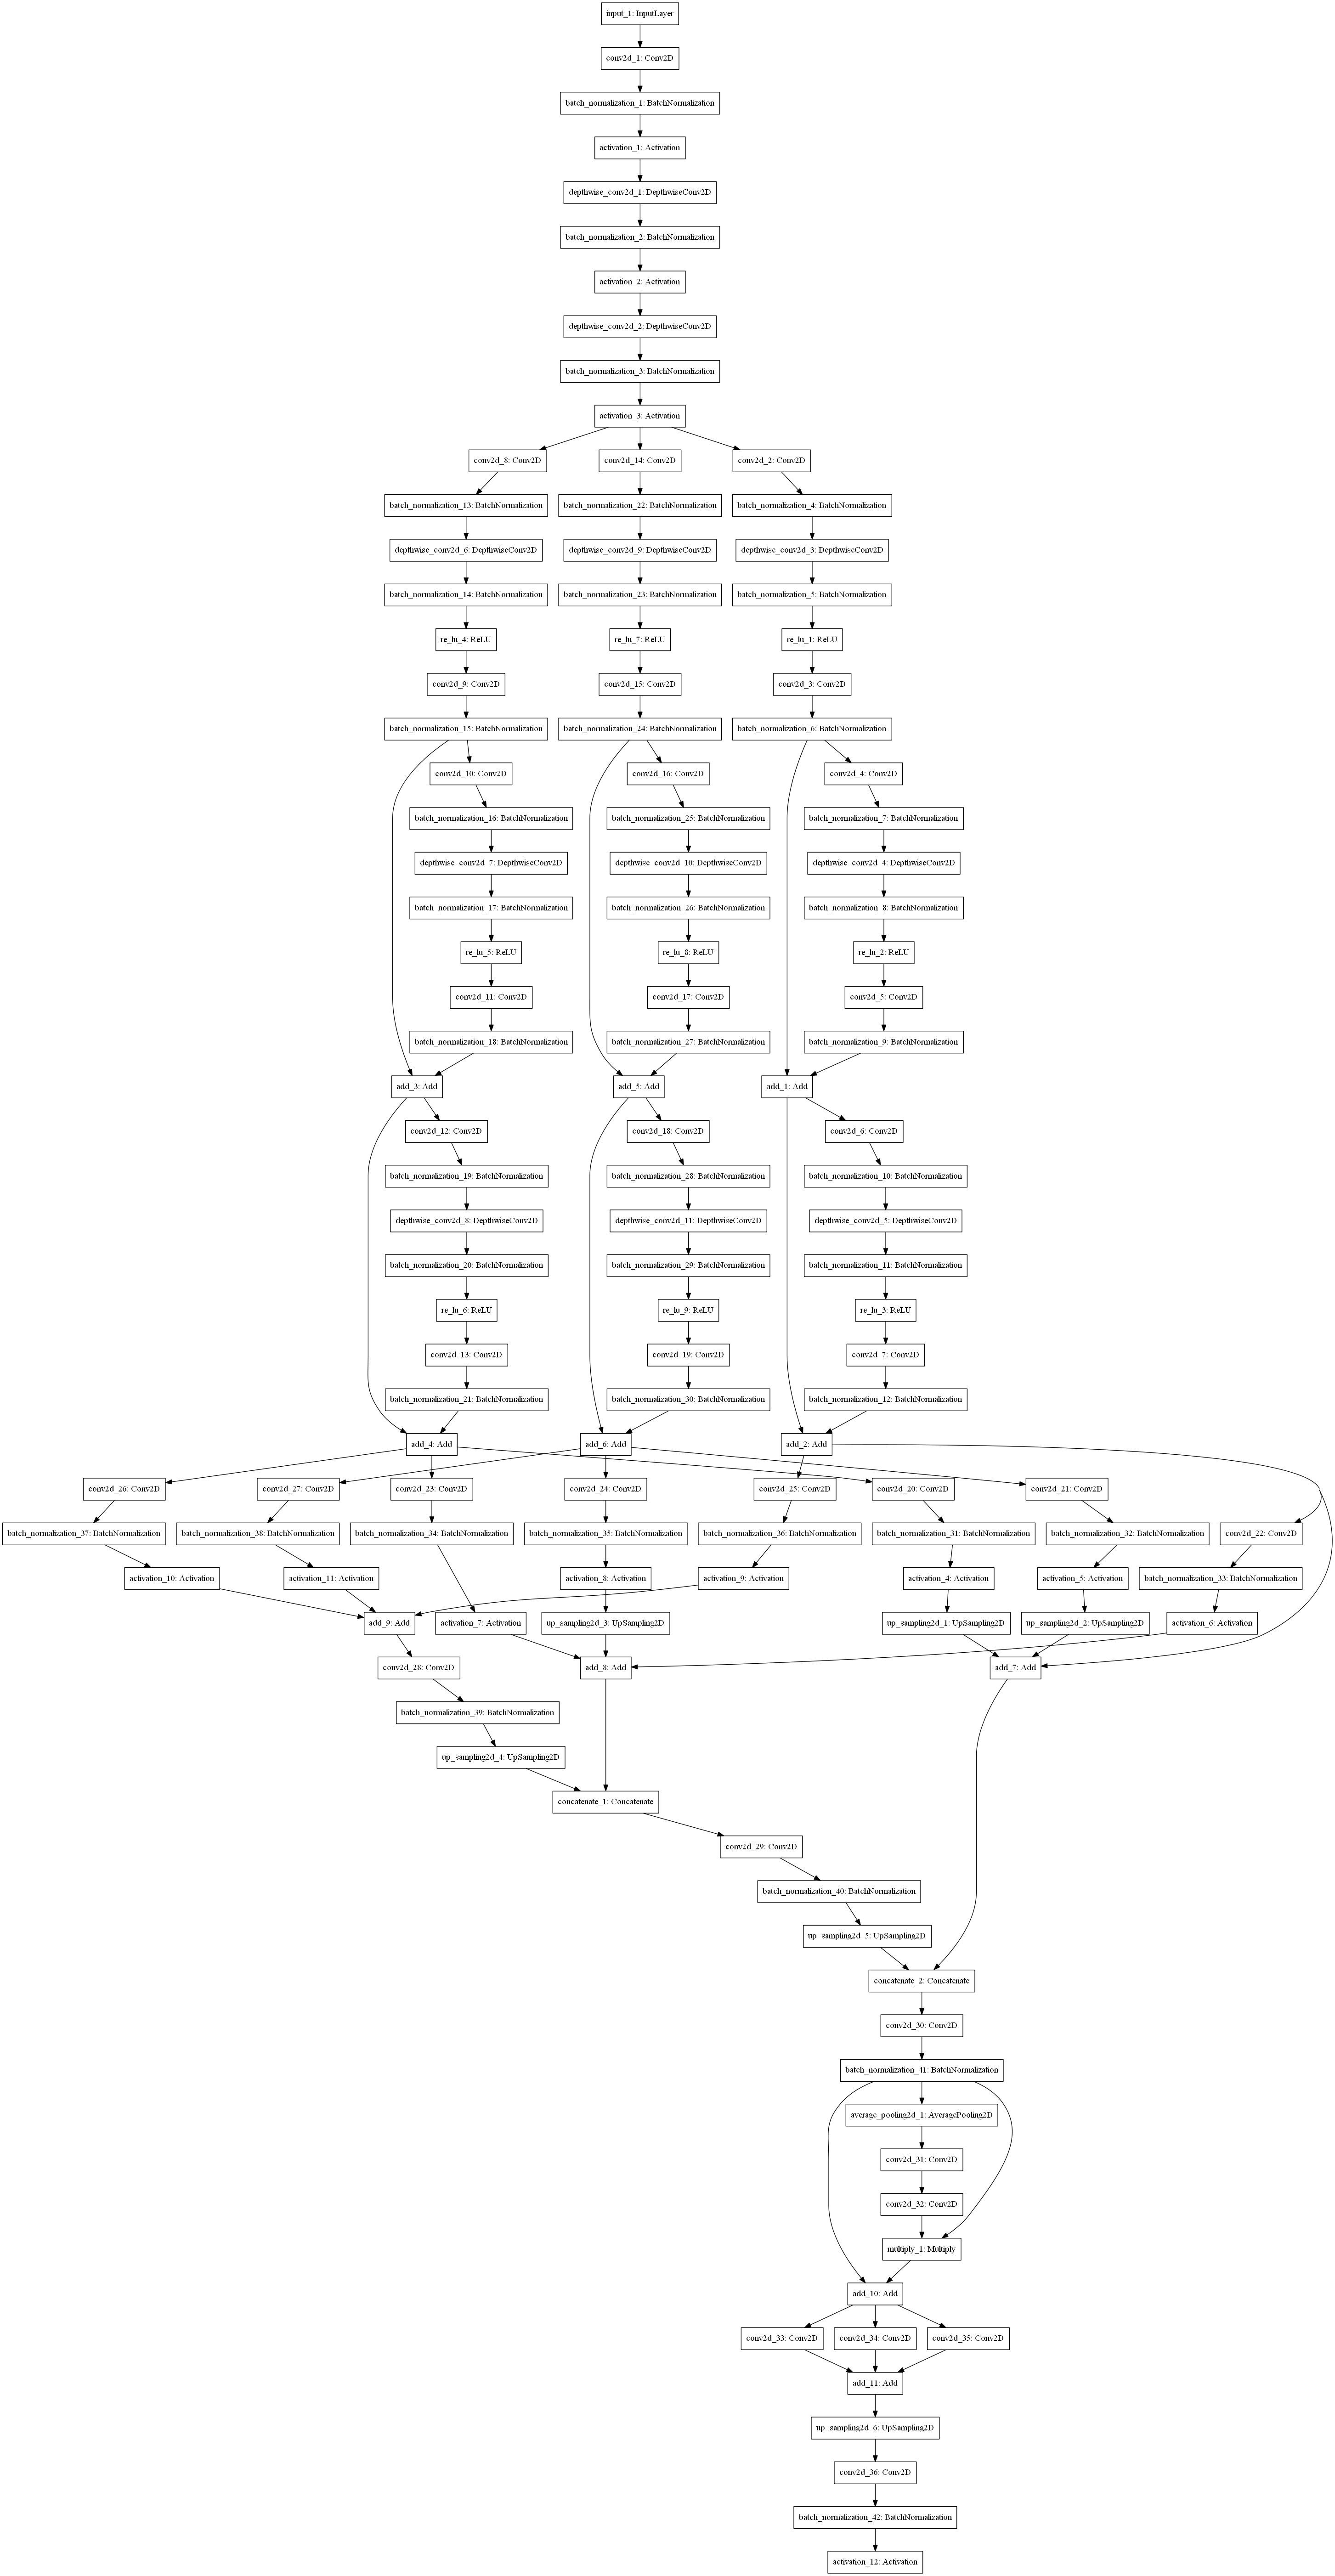 input_1: InputLayer
conv2d_1: Conv2D
batch_normalization_1: BatchNormalization
activation_1: Activation
depthwise_conv2d_1: DepthwiseConv2D
batch_normalization_2: BatchNormalization
activation_2: Activation
depthwise_conv2d_2: DepthwiseConv2D
batch_normalization_3: BatchNormalization
activation_3: Activation
conv2d_8: Conv2D
conv2d_14: Conv2D
conv2d_2: Conv2D
batch_normalization_13: BatchNormalization
batch_normalization_22: BatchNormalization
batch_normalization_4: BatchNormalization
depthwise_conv2d_6: DepthwiseConv2D
depthwise_conv2d_9: DepthwiseConv2D
depthwise_conv2d_3: DepthwiseConv2D
batch_normalization_14: BatchNormalization
batch_normalization_23: BatchNormalization
batch_normalization_5: BatchNormalization
re_lu_4: ReLU
re_lu_7: ReLU
re_lu_1: ReLU
conv2d_9: Conv2D
conv2d_15: Conv2D
conv2d_3: Conv2D
batch_normalization_15: BatchNormalization
batch_normalization_24: BatchNormalization
batch_normalization_6: BatchNormalization
conv2d_10: Conv2D
conv2d_16: Conv2D
conv2d_4: Conv2D
batch_normalization_16: BatchNormalization
batch_normalization_25: BatchNormalization
batch_normalization_7: BatchNormalization
depthwise_conv2d_7: DepthwiseConv2D
depthwise_conv2d_10: DepthwiseConv2D
depthwise_conv2d_4: DepthwiseConv2D
batch_normalization_17: BatchNormalization
batch_normalization_26: BatchNormalization
batch_normalization_8: BatchNormalization
re_lu_5: ReLU
re_lu_8: ReLU
re_lu_2: ReLU
conv2d_11: Conv2D
conv2d_17: Conv2D
conv2d_5: Conv2D
batch_normalization_18: BatchNormalization
batch_normalization_27: BatchNormalization
batch_normalization_9: BatchNormalization
add_3: Add
add_5: Add
add_1: Add
conv2d_12: Conv2D
conv2d_18: Conv2D
conv2d_6: Conv2D
batch_normalization_19: BatchNormalization
batch_normalization_28: BatchNormalization
batch_normalization_10: BatchNormalization
depthwise_conv2d_8: DepthwiseConv2D
depthwise_conv2d_11: DepthwiseConv2D
depthwise_conv2d_5: DepthwiseConv2D
batch_normalization_20: BatchNormalization
batch_normalization_29: BatchNormalization
batch_normalization_11: BatchNormalization
re_lu_6: ReLU
re_lu_9: ReLU
re_lu_3: ReLU
conv2d_13: Conv2D
conv2d_19: Conv2D
conv2d_7: Conv2D
batch_normalization_21: BatchNormalization
batch_normalization_30: BatchNormalization
batch_normalization_12: BatchNormalization
add_4: Add
add_6: Add
add_2: Add
conv2d_26: Conv2D
conv2d_27: Conv2D
conv2d_23: Conv2D
conv2d_24: Conv2D
conv2d_25: Conv2D
conv2d_20: Conv2D
conv2d_21: Conv2D
batch_normalization_37: BatchNormalization
batch_normalization_38: BatchNormalization
batch_normalization_34: BatchNormalization
batch_normalization_35: BatchNormalization
batch_normalization_36: BatchNormalization
batch_normalization_31: BatchNormalization
batch_normalization_32: BatchNormalization
conv2d_22: Conv2D
activation_10: Activation
activation_11: Activation
activation_8: Activation
activation_9: Activation
activation_4: Activation
activation_5: Activation
batch_normalization_33: BatchNormalization
add_9: Add
activation_7: Activation
up_sampling2d_3: UpSampling2D
up_sampling2d_1: UpSampling2D
up_sampling2d_2: UpSampling2D
activation_6: Activation
conv2d_28: Conv2D
add_8: Add
add_7: Add
batch_normalization_39: BatchNormalization
up_sampling2d_4: UpSampling2D
concatenate_1: Concatenate
conv2d_29: Conv2D
batch_normalization_40: BatchNormalization
up_sampling2d_5: UpSampling2D
concatenate_2: Concatenate
conv2d_30: Conv2D
batch_normalization_41: BatchNormalization
average_pooling2d_1: AveragePooling2D
conv2d_31: Conv2D
conv2d_32: Conv2D
multiply_1: Multiply
add_10: Add
conv2d_33: Conv2D
conv2d_34: Conv2D
conv2d_35: Conv2D
add_11: Add
up_sampling2d_6: UpSampling2D
conv2d_36: Conv2D
batch_normalization_42: BatchNormalization
activation_12: Activation